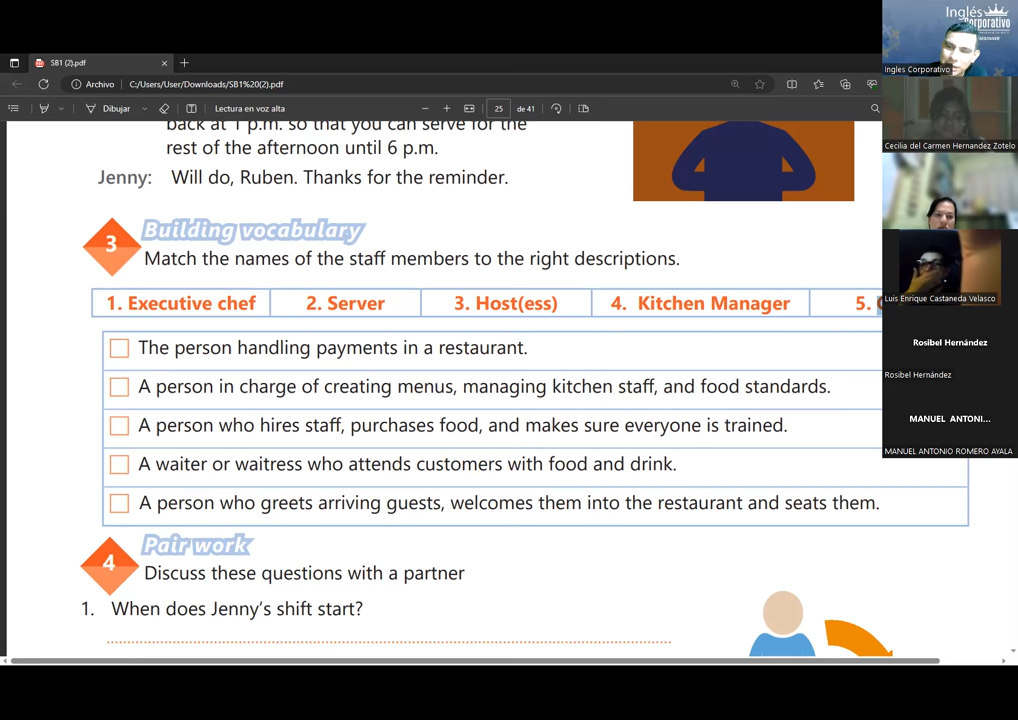 SB1 (2).pdf
Archivo
C:/Users/User/Downloads/SB1%20(2).pdf
Dibujar
Lectura en voz alta
25
de 41
back at 1 p.m. so that you can serve for the
rest of the afternoon until 6 p.m.
Jenny: Will do, Ruben. Thanks for the reminder.
3
Building vocabulary
Match the names of the staff members to the right descriptions.
1. Executive chef
2. Server
3. Host(ess)
4. Kitchen Manager
5.
The person handling payments in a restaurant.
A person in charge of creating menus, managing kitchen staff, and food standards.
A person who hires staff, purchases food, and makes sure everyone is trained.
A waiter or waitress who attends customers with food and drink.
A person who greets arriving guests, welcomes them into the restaurant and seats them.
4
Pair work
Discuss these questions with a partner
1. When does Jenny's shift start?
Inglés
Corporativo
Ingles Corporativo
Cecilia del Carmen Hernandez Zotelo
Luis Enrique Castaneda Velasco
Rosibel Hernández
Rosibel Hernández
MANUEL ANTONI...
MANUEL ANTONIO ROMERO AYALA